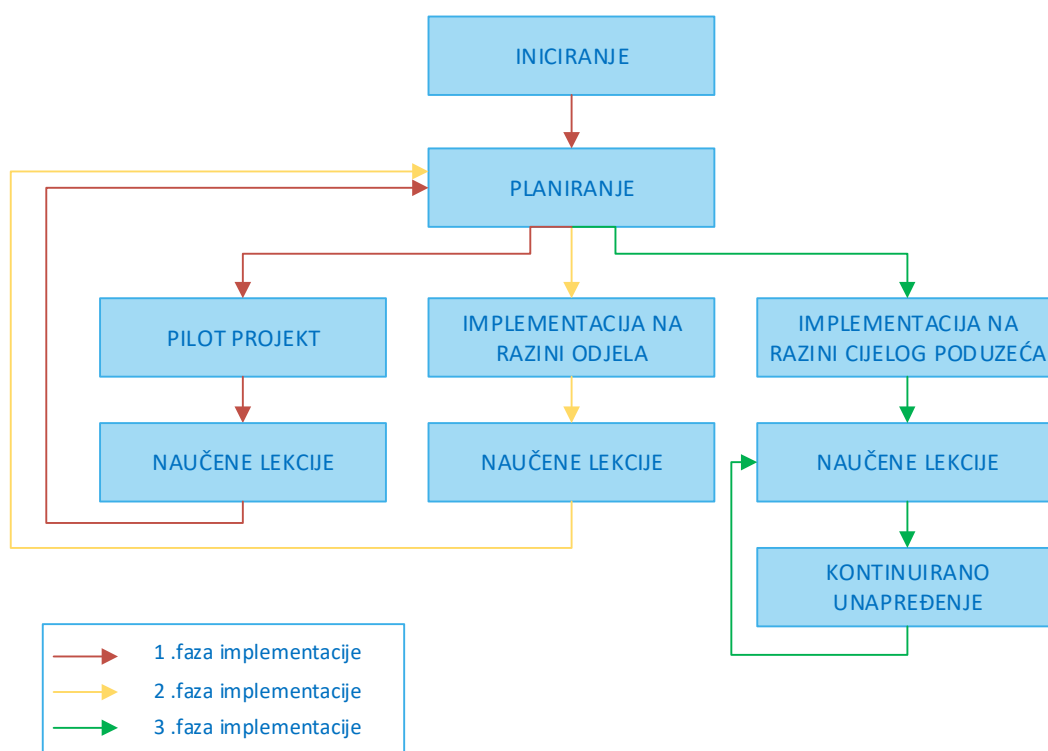 INICIRANJE
PLANIRANJE
PILOT PROJEKT
IMPLEMENTACIJA NA
RAZINI ODJELA
IMPLEMENTACIJA NA
RAZINI CIJELOG PODUZEĆA
NAUČENE LEKCIJE
NAUČENE LEKCIJE
NAUČENE LEKCIJE
KONTINUIRANO
UNAPREĐENJE
1 .faza implementacije
2 .faza implementacije
3 .faza implementacije